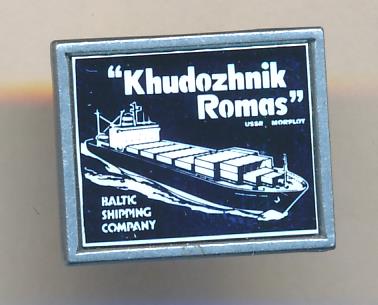 "Khudozhnik
Romas"
USSR MORFLOT
BALTIC
SHIPPING
COMPANY